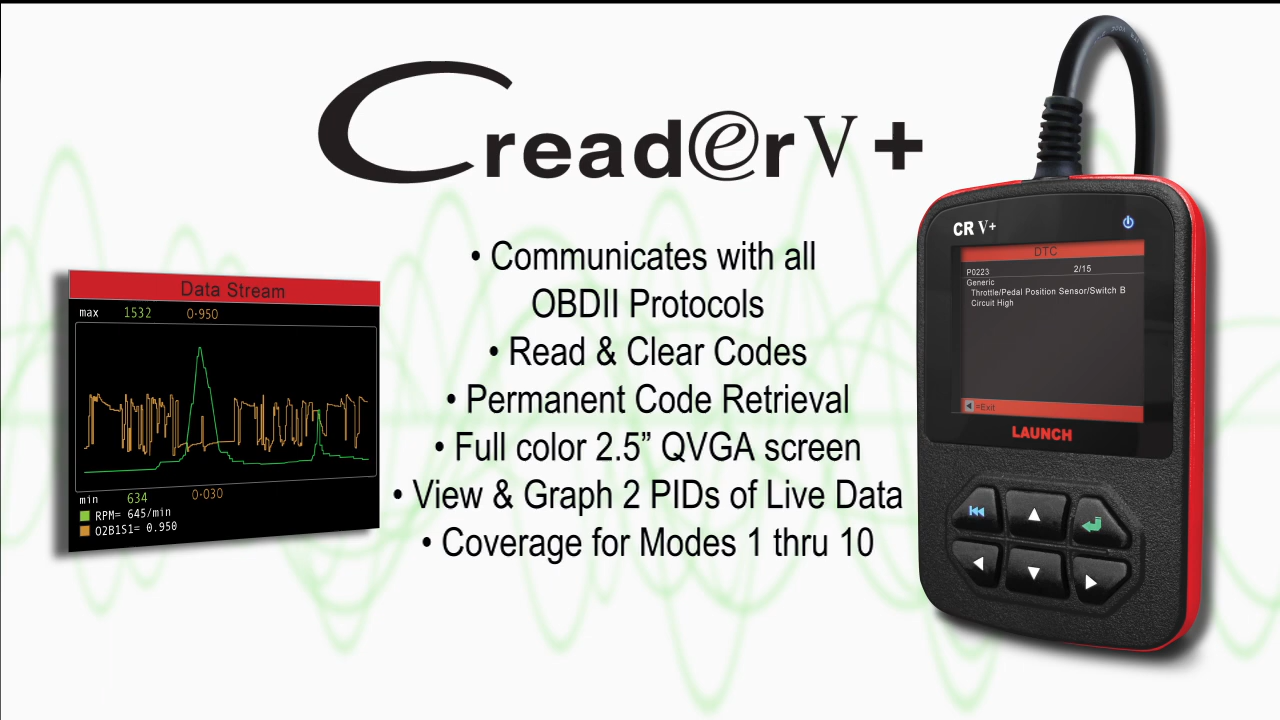 Creader V+
• Communicates with all
OBDII Protocols
• Read & Clear Codes
• Permanent Code Retrieval
• Full color 2.5” QVGA screen
• View & Graph 2 PIDs of Live Data
• Coverage for Modes 1 thru 10
Data Stream
max 1532 0·950
min 634 0·030
RPM= 645/min
O2B1S1= 0.950
CR V+
DTC
P0223 2/15
Generic
Throttle/Pedal Position Sensor/Switch B
Circuit High
=Exit
LAUNCH